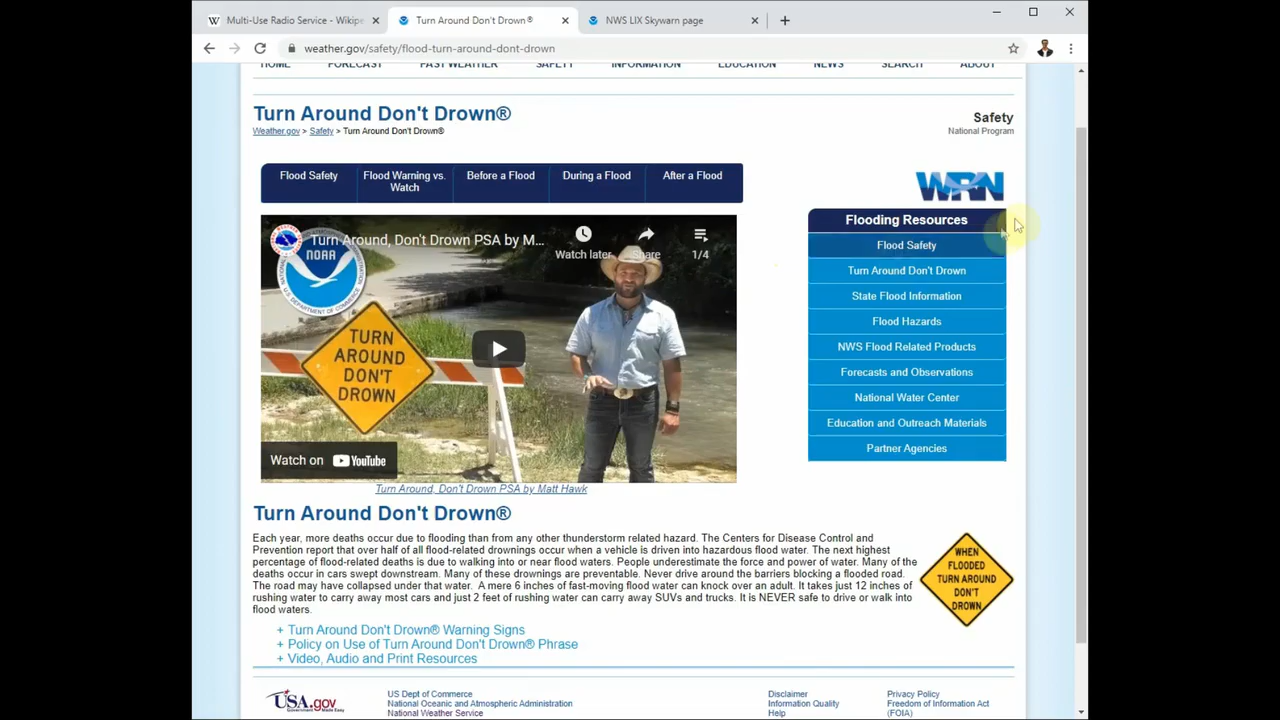 Multi-Use Radio Service - Wikipe
Turn Around Don't Drown®
NWS LIX Skywarn page
weather.gov/safety/flood-turn-around-dont-drown
HOME FORECAST PAST WEATHER SAFETY INFORMATION EDUCATION NEWS SEARCH ABOUT
Turn Around Don't Drown®
Weather.gov > Safety > Turn Around Don't Drown®
Safety
National Program
Flood Safety
Flood Warning vs.
Watch
Before a Flood
During a Flood
After a Flood
WRN
Flooding Resources
Flood Safety
Turn Around Don't Drown
State Flood Information
Flood Hazards
NWS Flood Related Products
Forecasts and Observations
National Water Center
Education and Outreach Materials
Partner Agencies
Turn Around, Don't Drown PSA by M...
Watch later
Share
1/4
NOAA
TURN
AROUND
DON'T
DROWN
Watch on YouTube
Turn Around, Don't Drown PSA by Matt Hawk
Turn Around Don't Drown®
Each year, more deaths occur due to flooding than from any other thunderstorm related hazard. The Centers for Disease Control and
Prevention report that over half of all flood-related drownings occur when a vehicle is driven into hazardous flood water. The next highest
percentage of flood-related deaths is due to walking into or near flood waters. People underestimate the force and power of water. Many of the
deaths occur in cars swept downstream. Many of these drownings are preventable. Never drive around the barriers blocking a flooded road.
The road may have collapsed under that water. A mere 6 inches of fast-moving flood water can knock over an adult. It takes just 12 inches of
rushing water to carry away most cars and just 2 feet of rushing water can carry away SUVs and trucks. It is NEVER safe to drive or walk into
flood waters.
WHEN
FLOODED
TURN AROUND
DON'T
DROWN
+ Turn Around Don't Drown® Warning Signs
+ Policy on Use of Turn Around Don't Drown® Phrase
+ Video, Audio and Print Resources
USA.gov
US Dept of Commerce
National Oceanic and Atmospheric Administration
National Weather Service
Disclaimer
Information Quality
Help
Privacy Policy
Freedom of Information Act
(FOIA)